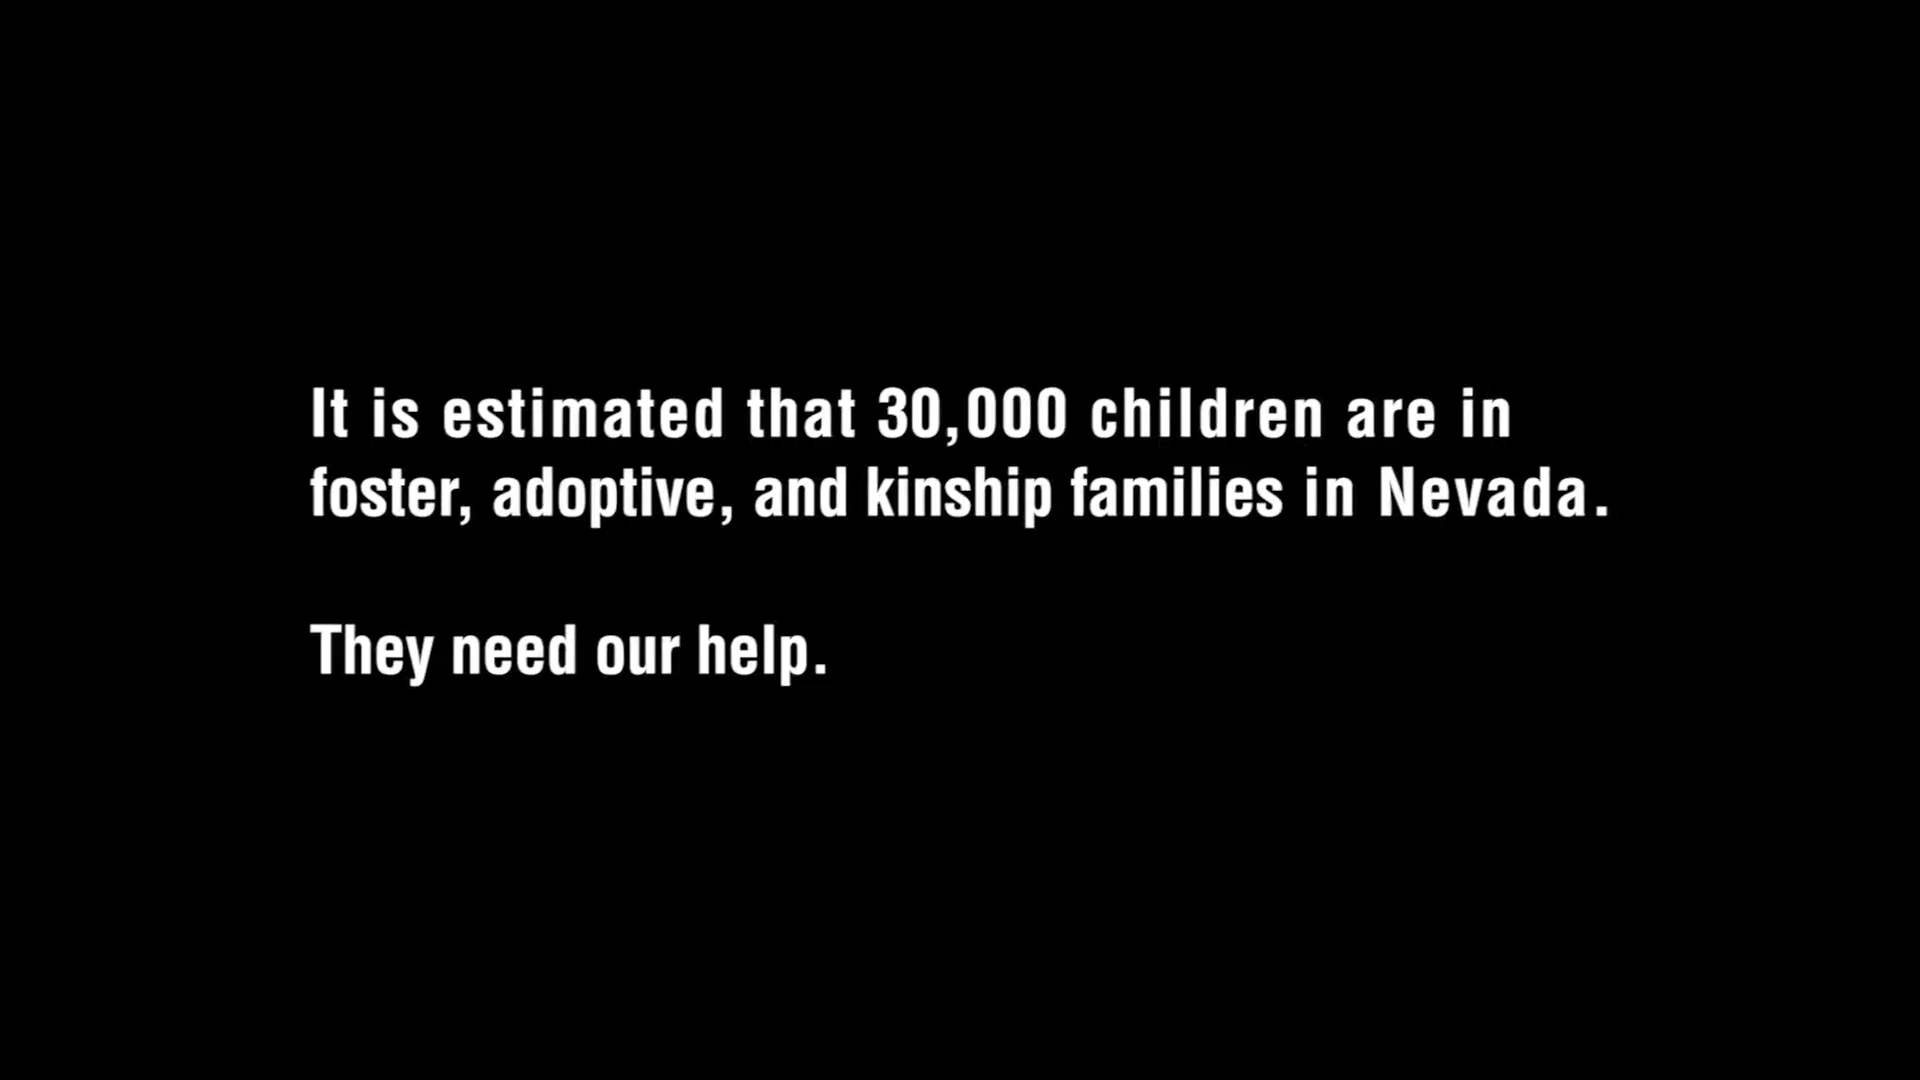 It is estimated that 30,000 children are in
foster, adoptive, and kinship families in Nevada.
They need our help.